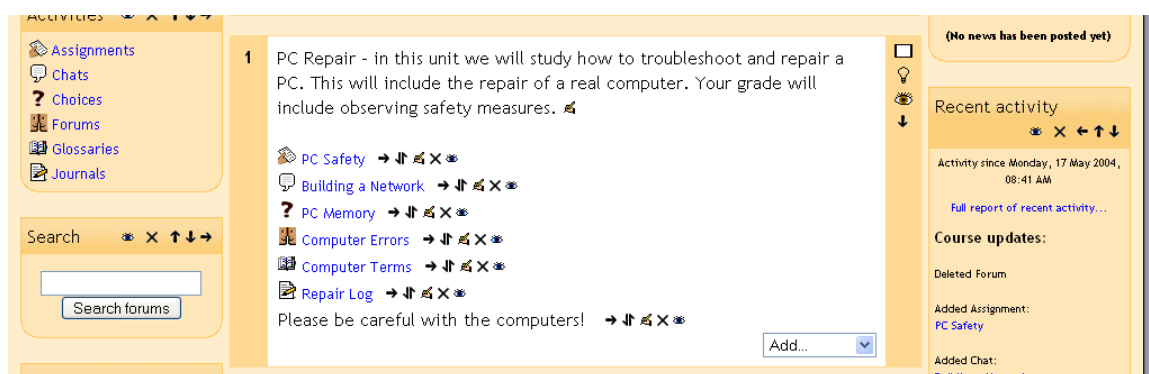 Activities
Assignments
Chats
Choices
Forums
Glossaries
Journals
Search
Search forums
1
PC Repair - in this unit we will study how to troubleshoot and repair a
PC. This will include the repair of a real computer. Your grade will
include observing safety measures.
PC Safety
Building a Network
PC Memory
Computer Errors
Computer Terms
Repair Log
Please be careful with the computers!
Add...
(No news has been posted yet)
Recent activity
Activity since Monday, 17 May 2004,
08:41 AM
Full report of recent activity...
Course updates:
Deleted Forum
Added Assignment:
PC Safety
Added Chat: